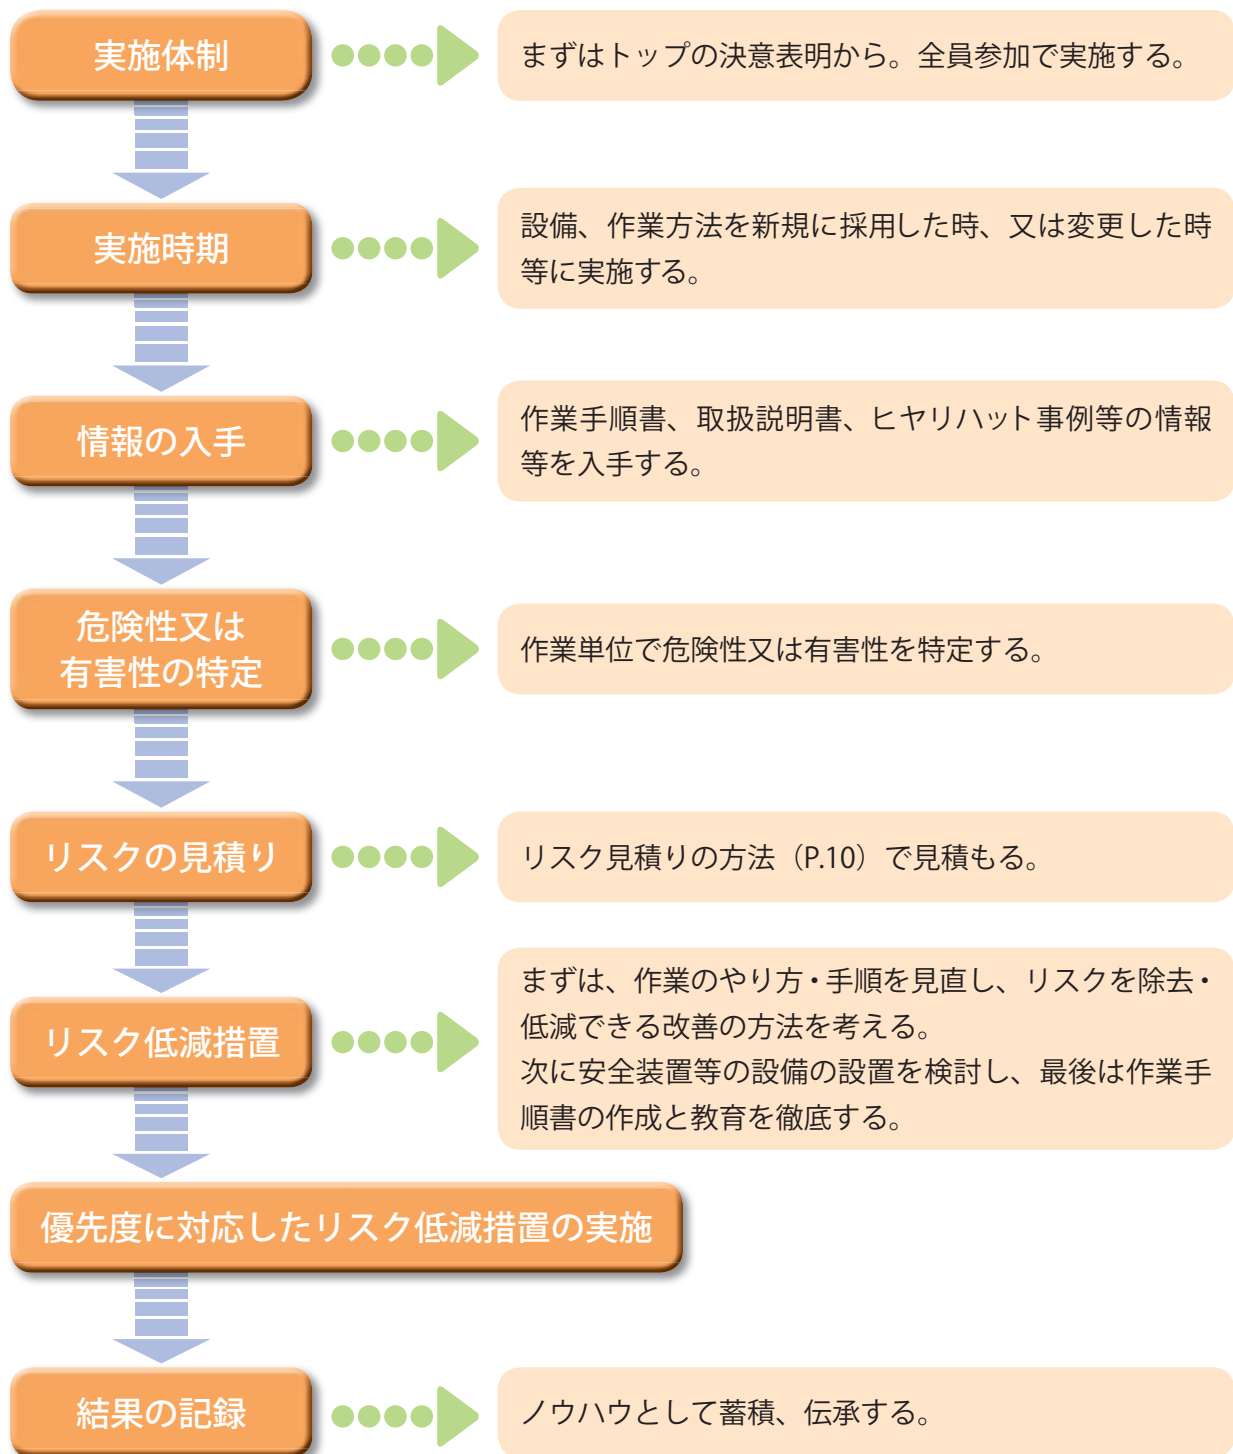 実施体制
まずはトップの決意表明から。全員参加で実施する。
実施時期
設備、作業方法を新規に採用した時、又は変更した時
等に実施する。
情報の入手
作業手順書、取扱説明書、ヒヤリハット事例等の情報
等を入手する。
危険性又は
有害性の特定
作業単位で危険性又は有害性を特定する。
リスクの見積り
リスク見積りの方法（P.10）で見積もる。
リスク低減措置
まずは、作業のやり方・手順を見直し、リスクを除去・
低減できる改善の方法を考える。
次に安全装置等の設備の設置を検討し、最後は作業手
順書の作成と教育を徹底する。
優先度に対応したリスク低減措置の実施
結果の記録
ノウハウとして蓄積、伝承する。